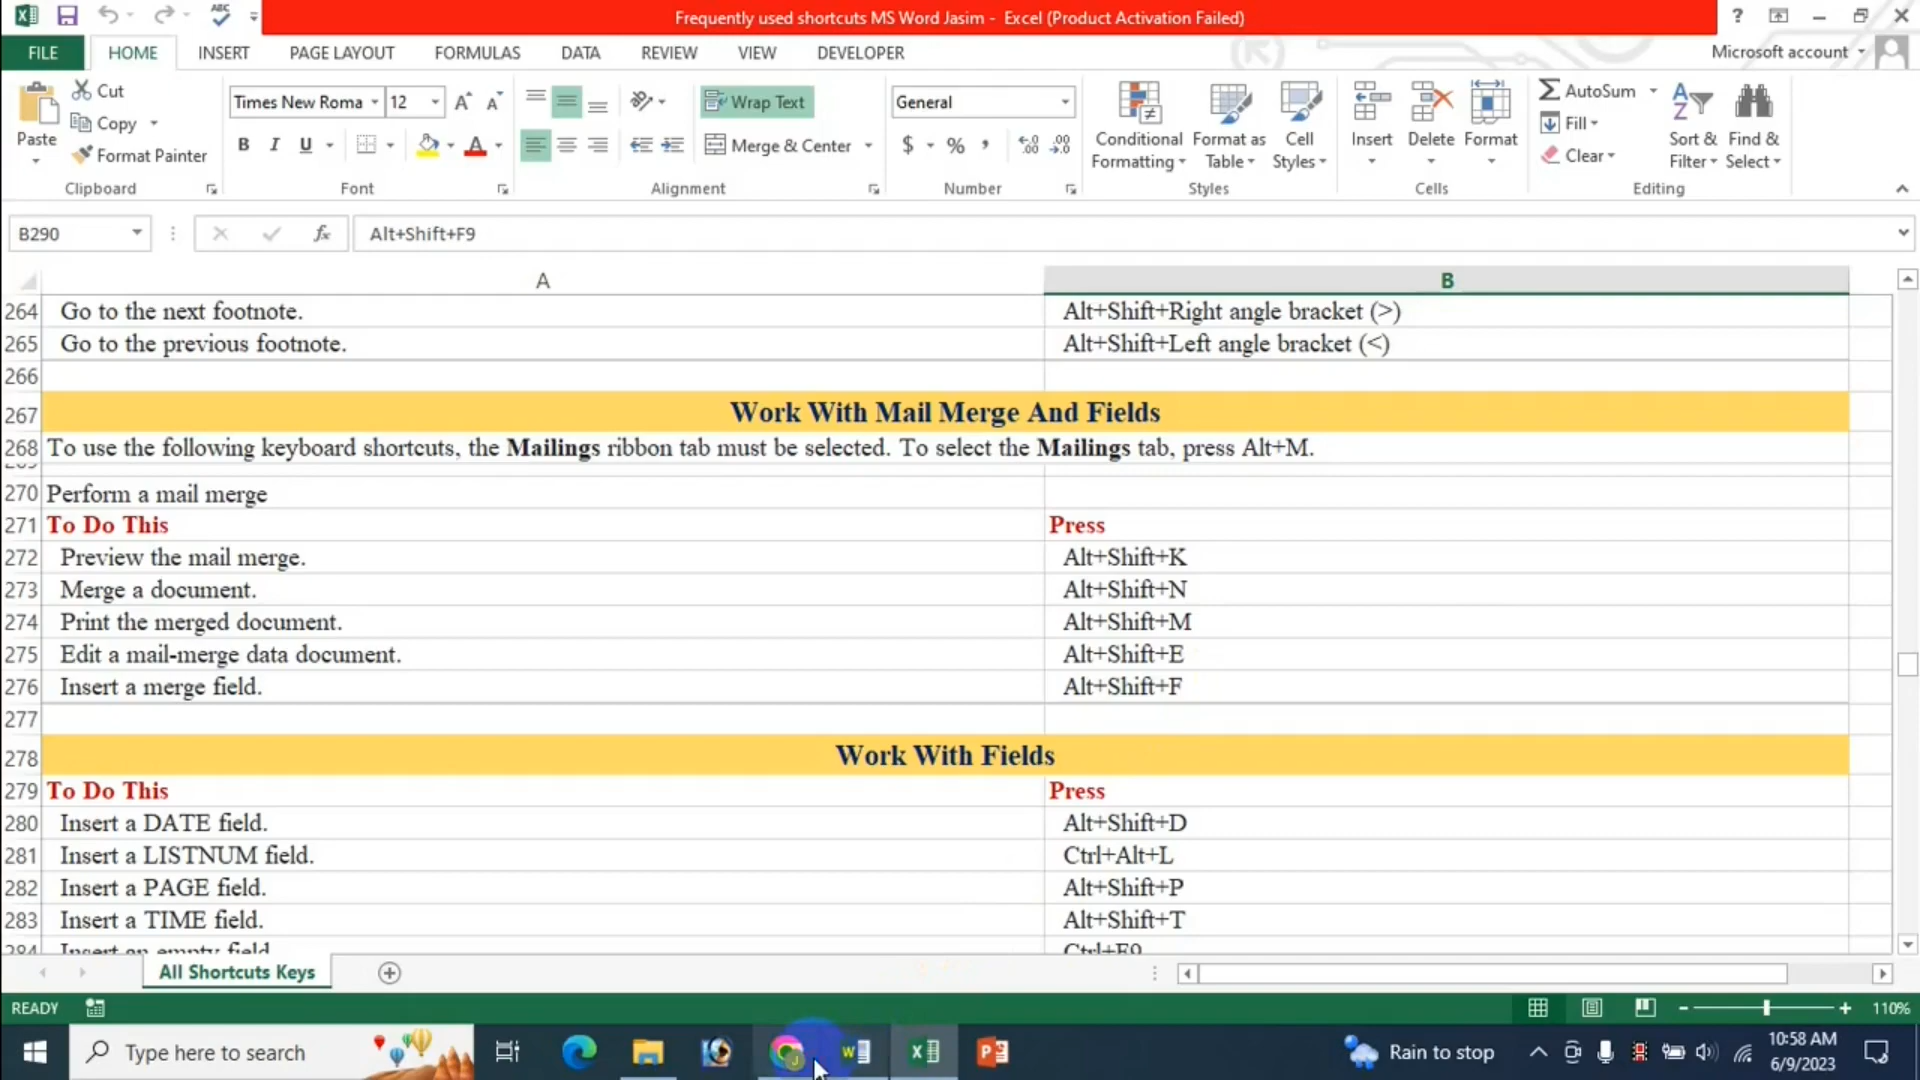 Frequently used shortcuts MS Word Jasim - Excel (Product Activation Failed)
FILE HOME INSERT PAGE LAYOUT FORMULAS DATA REVIEW VIEW DEVELOPER Microsoft account
Paste Cut Copy Format Painter
Clipboard
Times New Roma 12
B I U
Font
Wrap Text
Merge & Center
Alignment
General
$ % ,
Number
Conditional Formatting Format as Table Cell Styles
Styles
Insert Delete Format
Cells
AutoSum Fill Clear Sort & Filter Find & Select
Editing
B290 fx Alt+Shift+F9
A B
264 Go to the next footnote. Alt+Shift+Right angle bracket (>)
265 Go to the previous footnote. Alt+Shift+Left angle bracket (<)
266
267 Work With Mail Merge And Fields
268 To use the following keyboard shortcuts, the Mailings ribbon tab must be selected. To select the Mailings tab, press Alt+M.
270 Perform a mail merge
271 To Do This Press
272 Preview the mail merge. Alt+Shift+K
273 Merge a document. Alt+Shift+N
274 Print the merged document. Alt+Shift+M
275 Edit a mail-merge data document. Alt+Shift+E
276 Insert a merge field. Alt+Shift+F
277
278 Work With Fields
279 To Do This Press
280 Insert a DATE field. Alt+Shift+D
281 Insert a LISTNUM field. Ctrl+Alt+L
282 Insert a PAGE field. Alt+Shift+P
283 Insert a TIME field. Alt+Shift+T
284 Insert an empty field. Ctrl+F9
All Shortcuts Keys
READY 110%
Type here to search Rain to stop 10:58 AM
6/9/2023